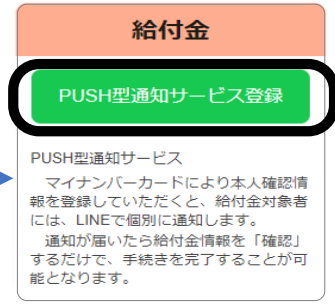 給付金
PUSH型通知サービス登録
PUSH型通知サービス
　マイナンバーカードにより本人確認情
報を登録していただくと、給付金対象者
には、LINEで個別に通知します。
　通知が届いたら給付金情報を「確認」
するだけで、手続きを完了することが可
能となります。